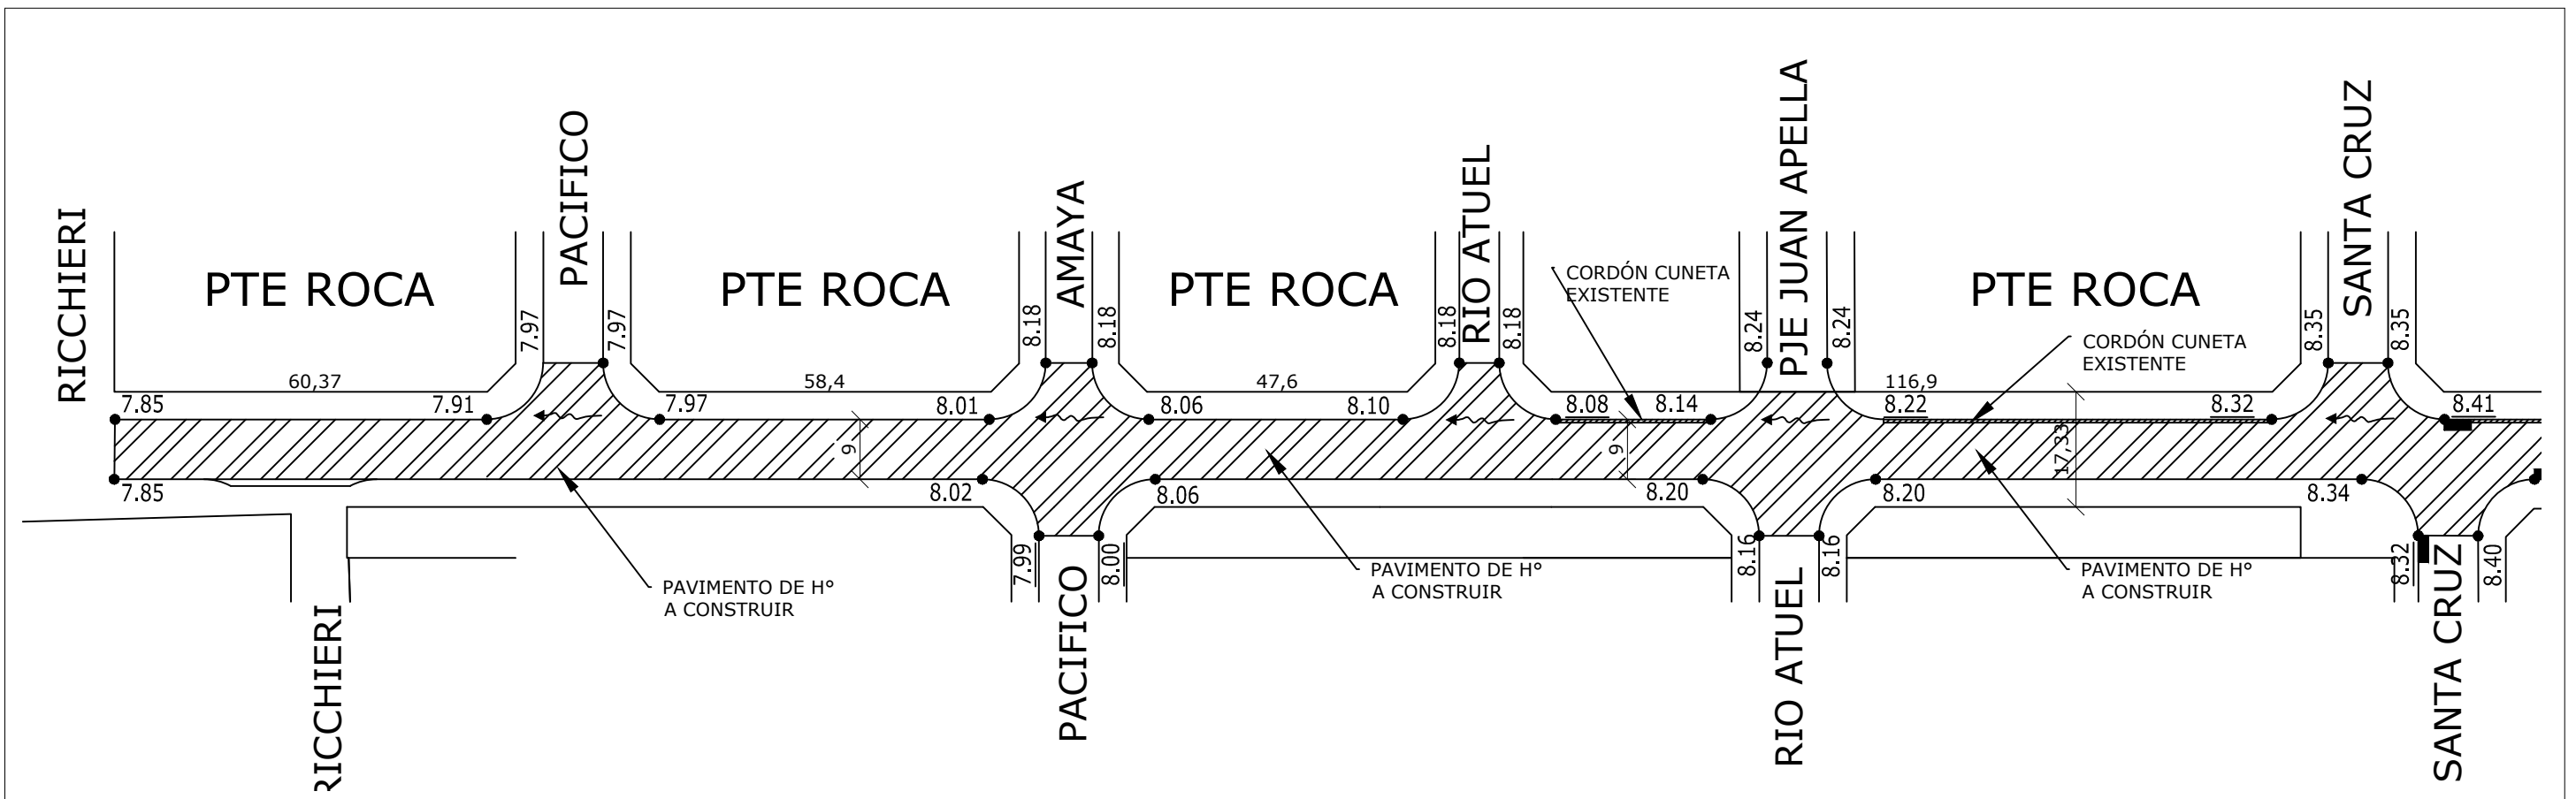 RICCHIERI
PACIFICO
AMAYA
RIO ATUEL
PJE JUAN APELLA
SANTA CRUZ
PTE ROCA
PTE ROCA
PTE ROCA
PTE ROCA
CORDÓN CUNETA
EXISTENTE
CORDÓN CUNETA
EXISTENTE
7.97
7.97
8.18
8.18
8.18
8.18
8.24
8.24
8.35
8.35
60,37
58,4
47,6
116,9
7.85
7.91
7.97
8.01
8.06
8.10
8.08
8.14
8.22
8.32
8.41
9
9
17,33
7.85
8.02
8.06
8.20
8.20
8.34
7.99
8.00
8.16
8.16
8.32
8.40
PAVIMENTO DE H°
A CONSTRUIR
PAVIMENTO DE H°
A CONSTRUIR
PAVIMENTO DE H°
A CONSTRUIR
RICCHIERI
PACIFICO
RIO ATUEL
SANTA CRUZ